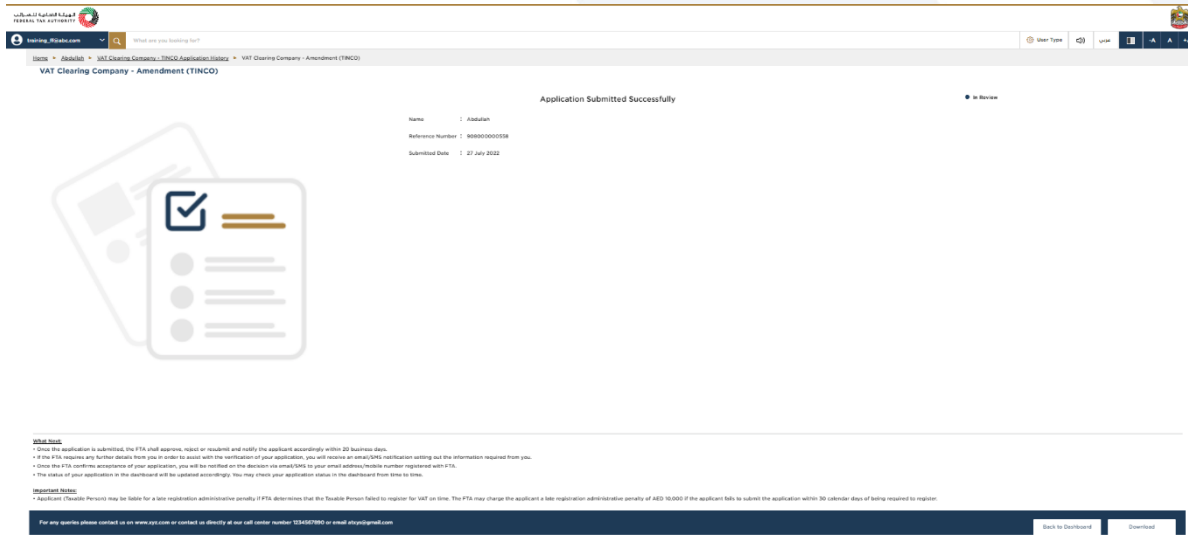 الهيئة الاتحادية للضرائب
FEDERAL TAX AUTHORITY
What are you looking for?
User Type
عربي
-A
A
Home > Abdullah > VAT Clearing Company - TINCO Application History > VAT Clearing Company - Amendment (TINCO)
VAT Clearing Company - Amendment (TINCO)
Application Submitted Successfully
In Review
Name : Abdullah
Reference Number : 908000000558
Submitted Date : 27 July 2022
What Next:
• Once the application is submitted, the FTA shall approve, reject or resubmit and notify the applicant accordingly within 20 business days.
• If the FTA requires any further details from you in order to assist with the verification of your application, you will receive an email/SMS notification setting out the information required from you.
• Once the FTA confirms acceptance of your application, you will be notified on the decision via email/SMS to your email address/mobile number registered with FTA.
• The status of your application in the dashboard will be updated accordingly. You may check your application status in the dashboard from time to time.
Important Notes:
• Applicant (Taxable Person) may be liable for a late registration administrative penalty if FTA determines that the Taxable Person failed to register for VAT on time. The FTA may charge the applicant a late registration administrative penalty of AED 10,000 if the applicant fails to submit the application within 30 calendar days of being required to register.
For any queries please contact us on www.xyz.com or contact us directly at our call center number 1234567890 or email
Back to Dashboard
Download